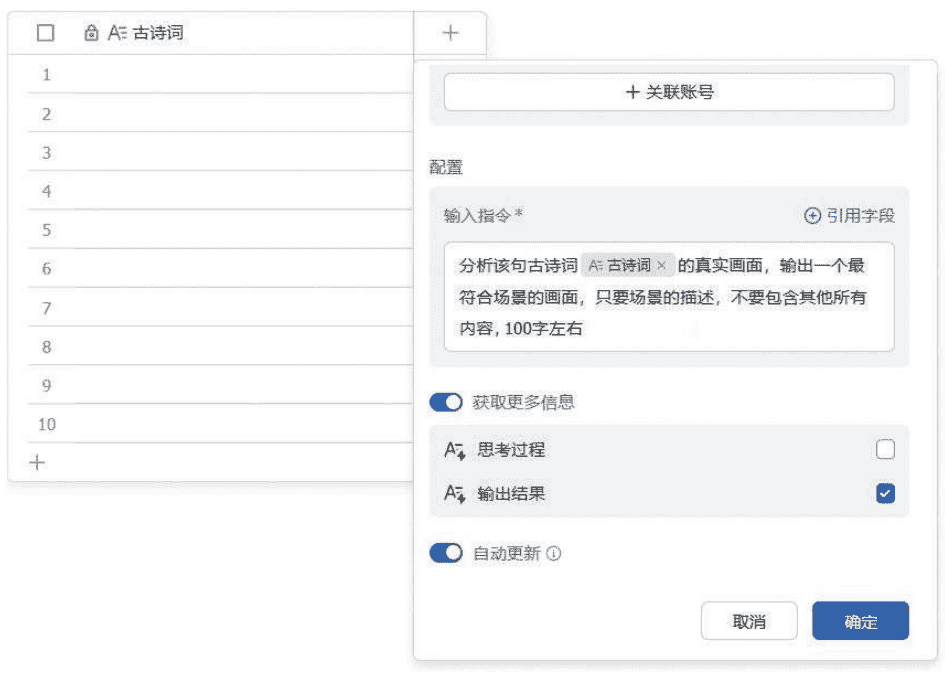 古诗词
1
2
3
4
5
6
7
8
9
10
关联账号
配置
输入指令*
引用字段
分析该句古诗词 古诗词 × 的真实画面，输出一个最
符合场景的画面，只要场景的描述，不要包含其他所有
内容，100字左右
获取更多信息
思考过程
输出结果
自动更新
取消
确定